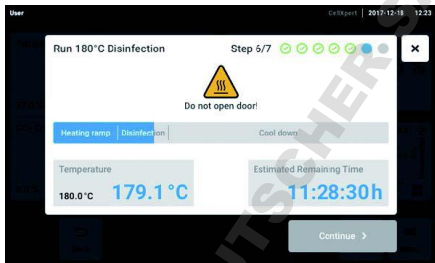 User CellXpert 2017-12-18 12:23
Run 180°C Disinfection Step 6/7
Do not open door!
Heating ramp Disinfection Cool down
Temperature Estimated Remaining Time
180.0°C 179.1°C 11:28:30h
Continue